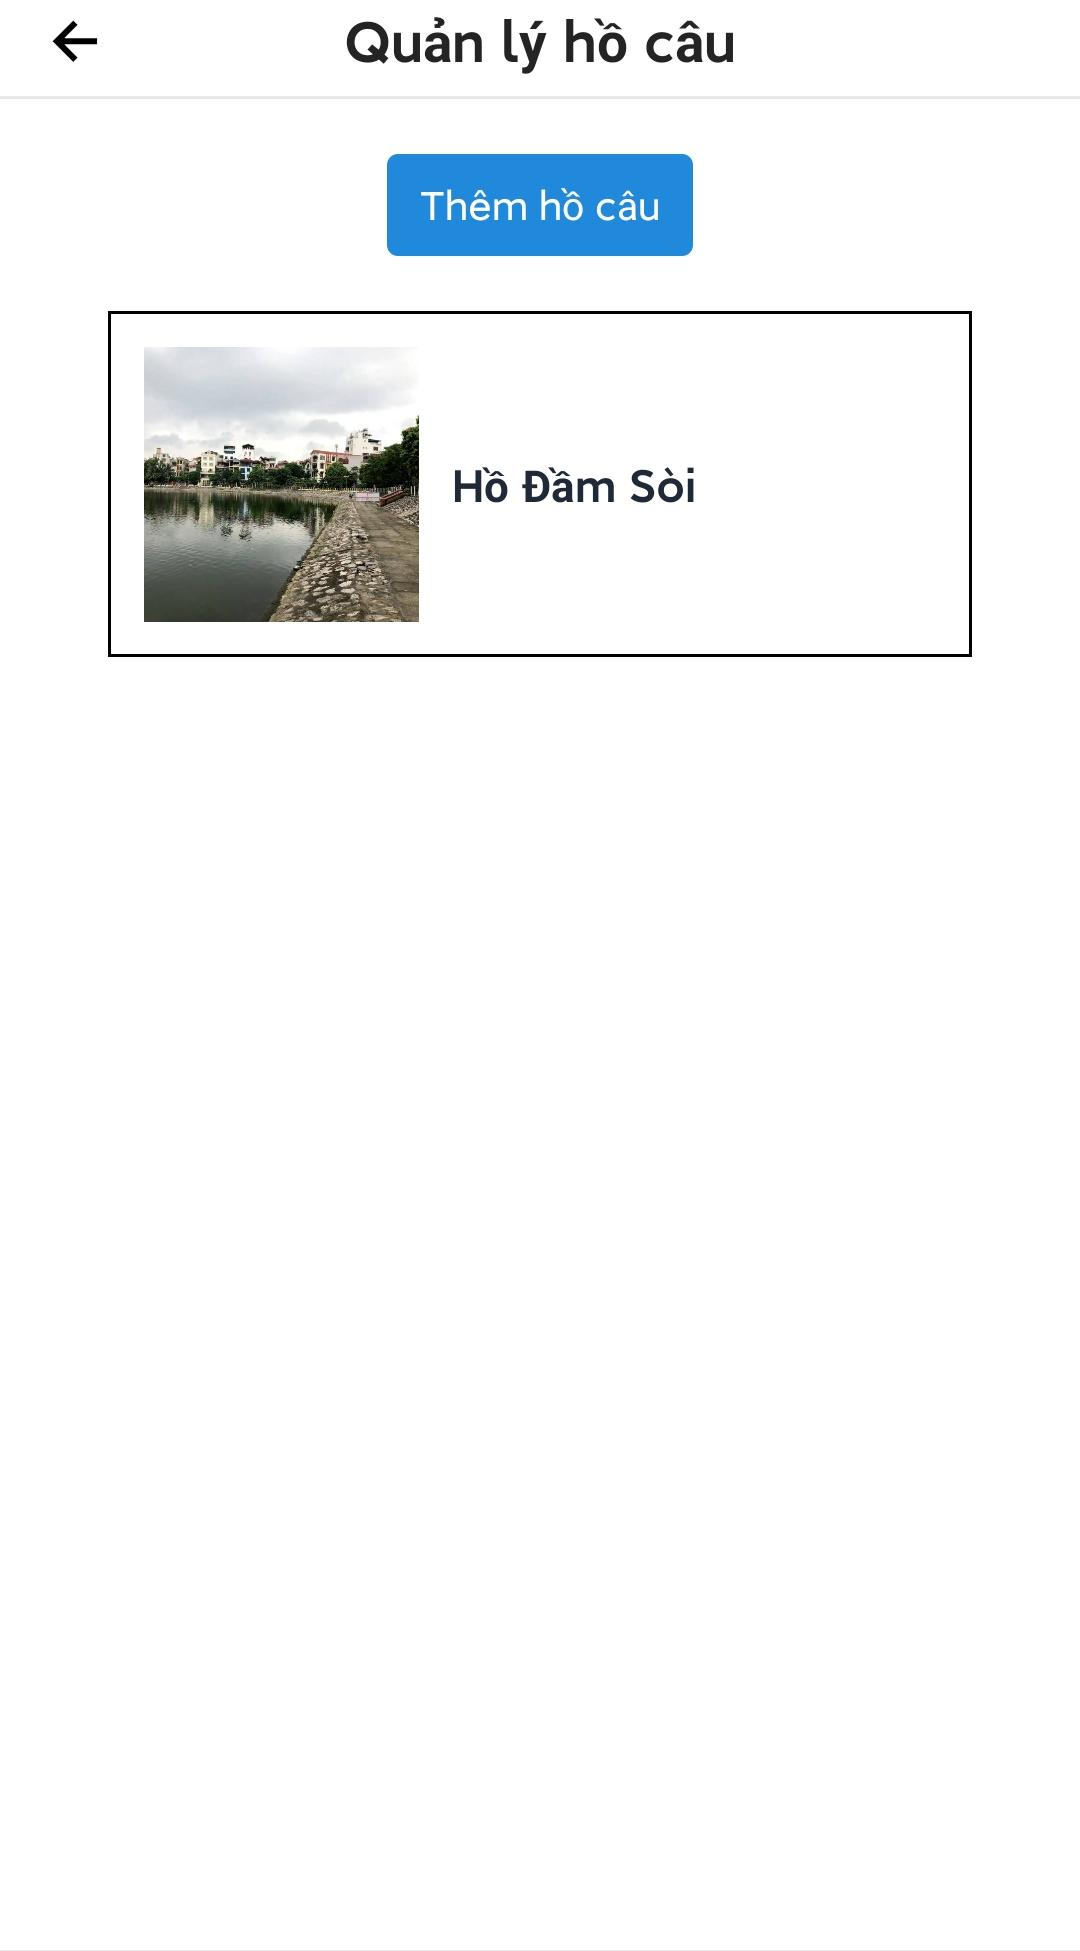 Quản lý hồ câu
Thêm hồ câu
Hồ Đầm Sòi